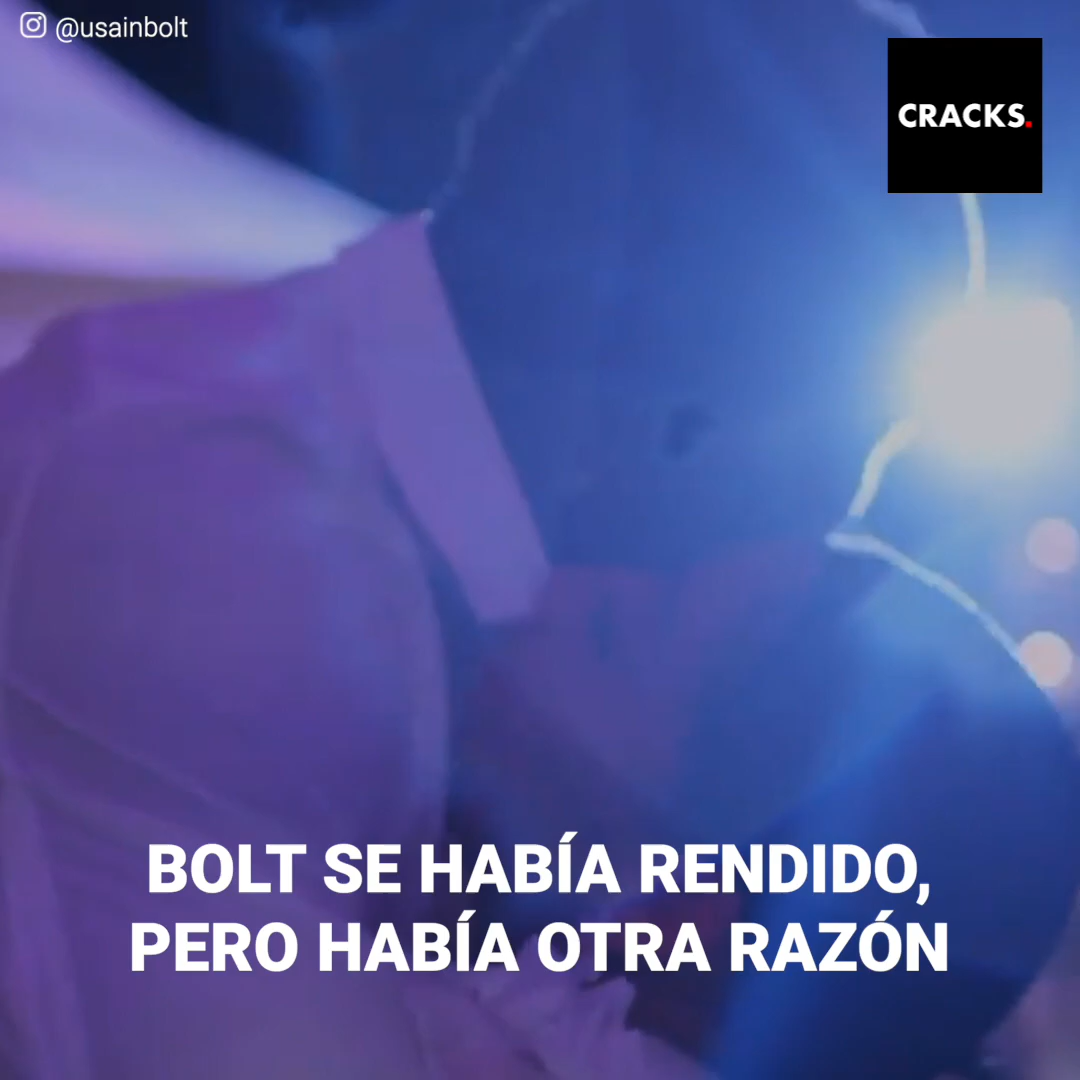 @usainbolt
CRACKS.
BOLT SE HABÍA RENDIDO,
PERO HABÍA OTRA RAZÓN